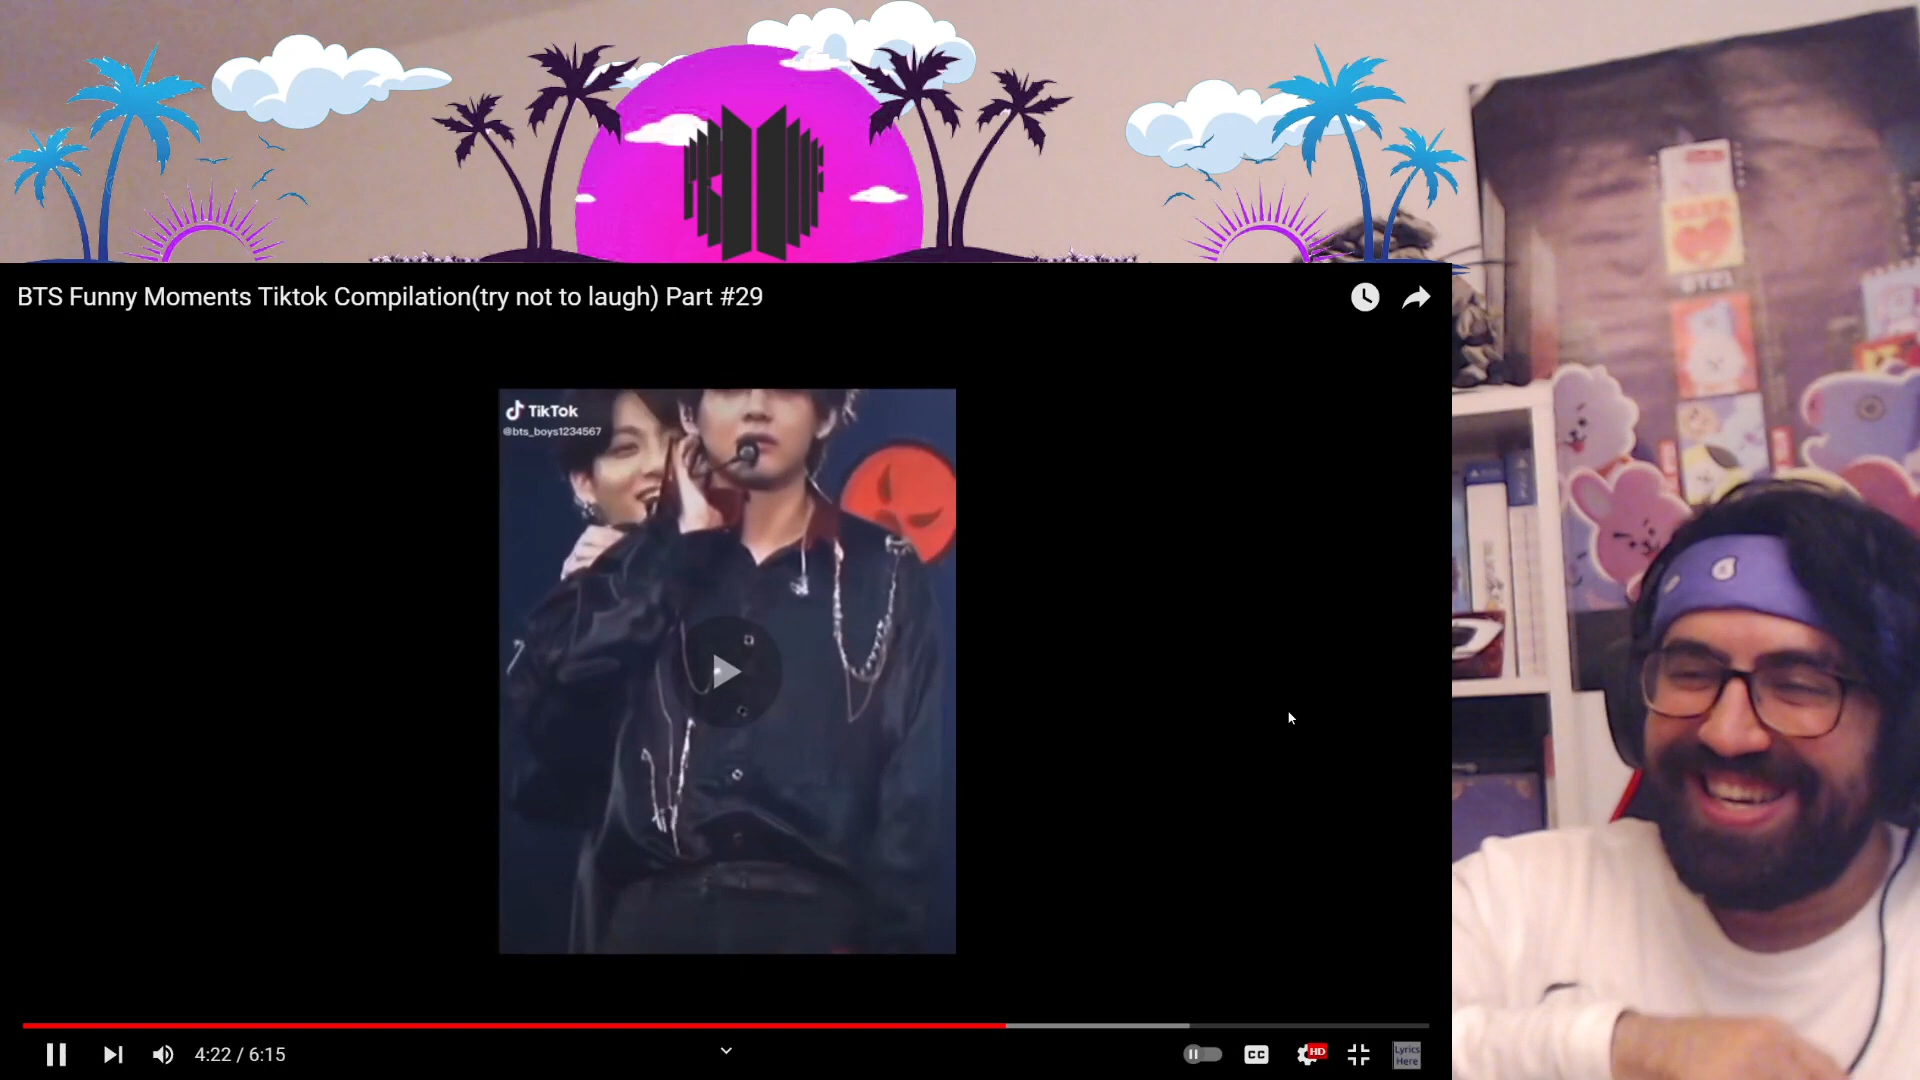 BTS Funny Moments Tiktok Compilation(try not to laugh) Part #29
TikTok
@bts_boys1234567
4:22 / 6:15
CC
HD
Lyrics
Here